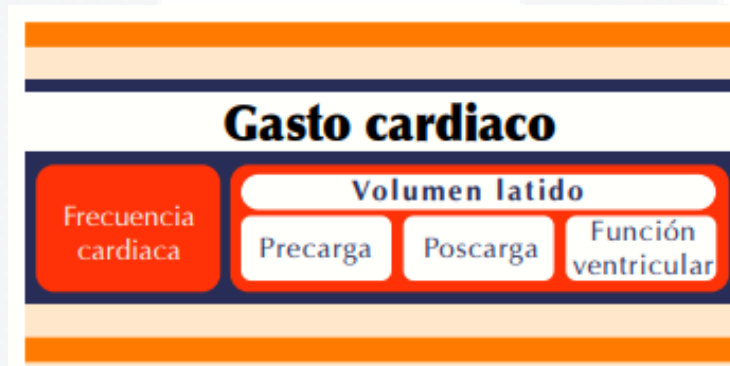 Gasto cardiaco
Frecuencia
cardiaca
Volumen latido
Precarga
Poscarga
Función
ventricular